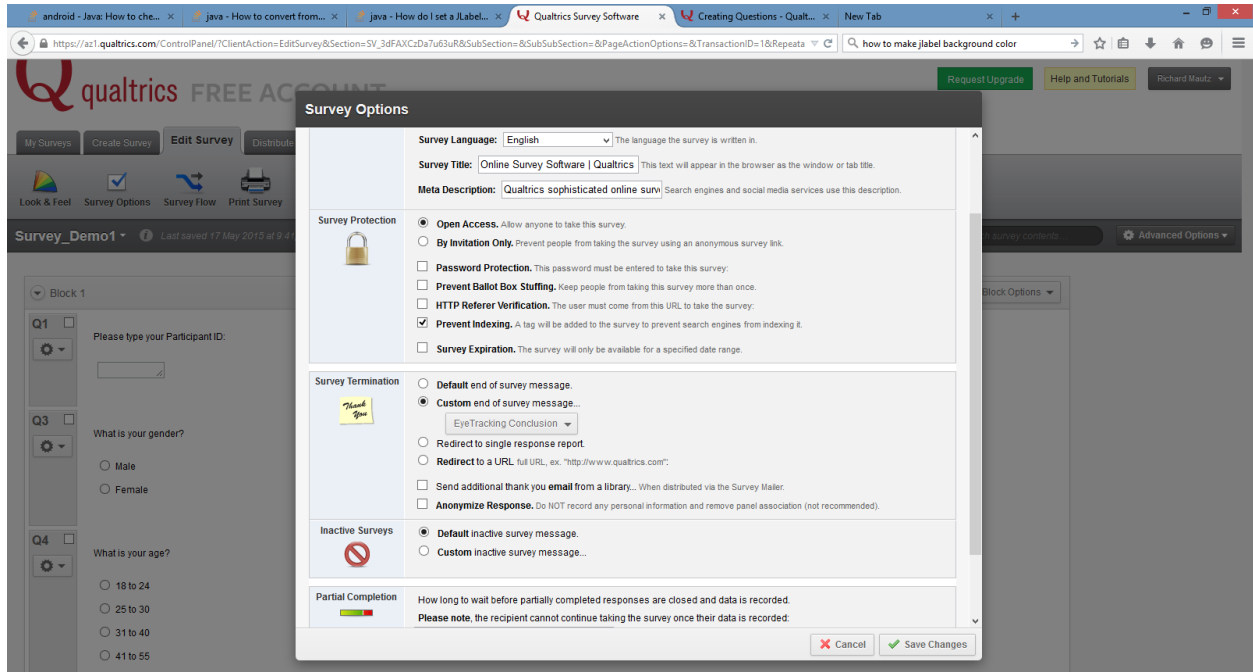 android - Java: How to che... ×
java - How to convert from... ×
java - How do I set a JLabel... ×
Qualtrics Survey Software ×
Creating Questions - Qualt... ×
New Tab ×
https://az1.qualtrics.com/ControlPanel/?ClientAction=EditSurvey&Section=SV_3dFAXCzDa7u63uR&SubSection=&SubSubSection=&PageActionOptions=&TransactionID=1&Repeata
how to make jlabel background color
qualtrics FREE ACCOUNT
Request Upgrade
Help and Tutorials
Richard Mautz
My Surveys
Create Survey
Edit Survey
Distribute
Look & Feel
Survey Options
Survey Flow
Print Survey
Survey_Demo1
Last saved 17 May 2015 at 9:41
survey contents
Advanced Options
Block 1
Block Options
Q1
Please type your Participant ID:
Q3
What is your gender?
Male
Female
Q4
What is your age?
18 to 24
25 to 30
31 to 40
41 to 55
Survey Options
Survey Language: English The language the survey is written in.
Survey Title: Online Survey Software | Qualtrics This text will appear in the browser as the window or tab title.
Meta Description: Qualtrics sophisticated online surv Search engines and social media services use this description.
Survey Protection
Open Access. Allow anyone to take this survey.
By Invitation Only. Prevent people from taking the survey using an anonymous survey link.
Password Protection. This password must be entered to take this survey:
Prevent Ballot Box Stuffing. Keep people from taking this survey more than once.
HTTP Referer Verification. The user must come from this URL to take the survey:
Prevent Indexing. A tag will be added to the survey to prevent search engines from indexing it.
Survey Expiration. The survey will only be available for a specified date range.
Survey Termination
Thank You
Default end of survey message.
Custom end of survey message...
EyeTracking Conclusion
Redirect to single response report.
Redirect to a URL full URL, ex. "http://www.qualtrics.com":
Send additional thank you email from a library... When distributed via the Survey Mailer.
Anonymize Response. Do NOT record any personal information and remove panel association (not recommended).
Inactive Surveys
Default inactive survey message.
Custom inactive survey message...
Partial Completion
How long to wait before partially completed responses are closed and data is recorded.
Please note, the recipient cannot continue taking the survey once their data is recorded:
Cancel
Save Changes